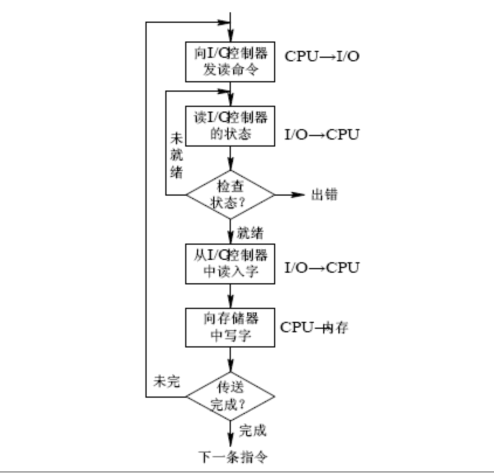 向I/O控制器
发读命令
CPU→I/O
读I/O控制器
的状态
I/O→CPU
未
就
绪
检查
状态？
出错
就绪
从I/O控制器
中读入字
I/O→CPU
向存储器
中写字
CPU→内存
未完
传送
完成？
完成
下一条指令